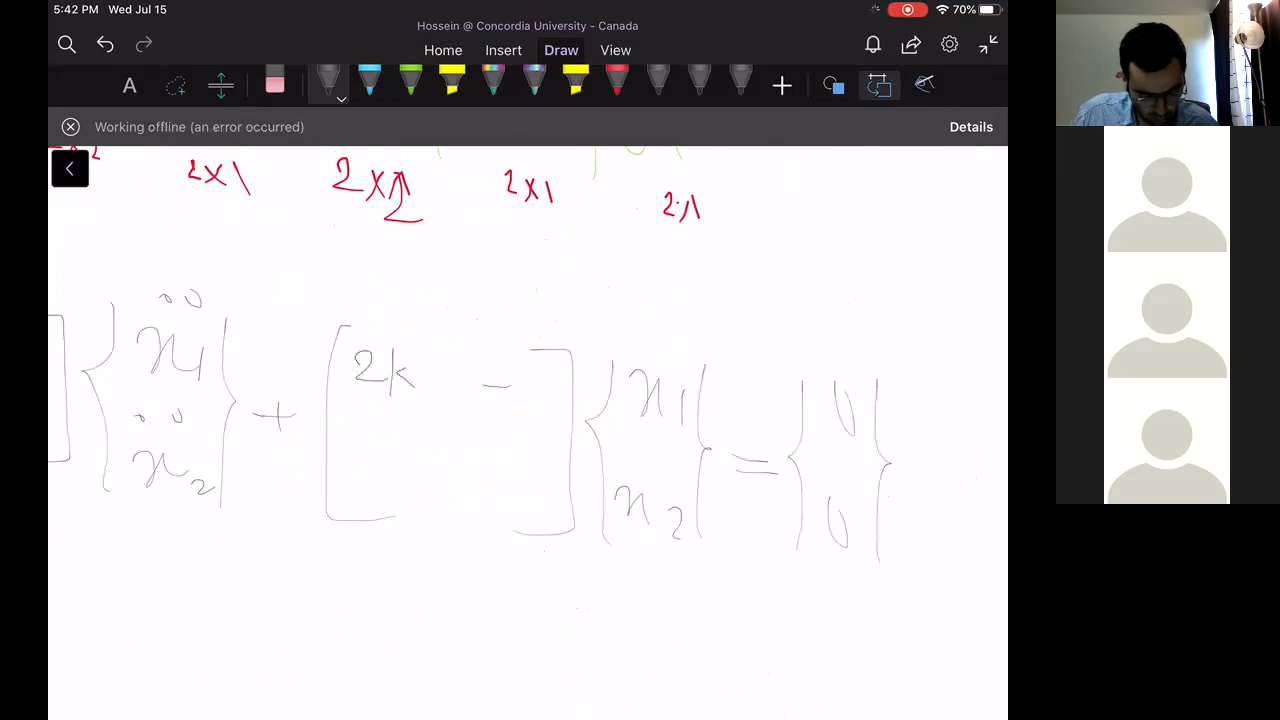 5:42 PM Wed Jul 15
70%
Hossein @ Concordia University - Canada
Home Insert Draw View
A
Working offline (an error occurred) Details
2x1 2x2 2x1 2x1
] { ẍ1 ẍ2 } + [ 2k - ] { x1 x2 } = { 0 0 }